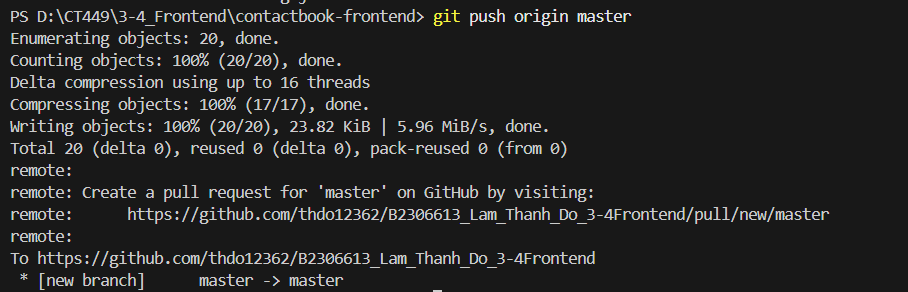 PS D:\CT449\3-4_Frontend\contactbook-frontend> git push origin master
Enumerating objects: 20, done.
Counting objects: 100% (20/20), done.
Delta compression using up to 16 threads
Compressing objects: 100% (17/17), done.
Writing objects: 100% (20/20), 23.82 KiB | 5.96 MiB/s, done.
Total 20 (delta 0), reused 0 (delta 0), pack-reused 0 (from 0)
remote:
remote: Create a pull request for 'master' on GitHub by visiting:
remote:      https://github.com/thdo12362/B2306613_Lam_Thanh_Do_3-4Frontend/pull/new/master
remote:
To https://github.com/thdo12362/B2306613_Lam_Thanh_Do_3-4Frontend
 * [new branch]      master -> master